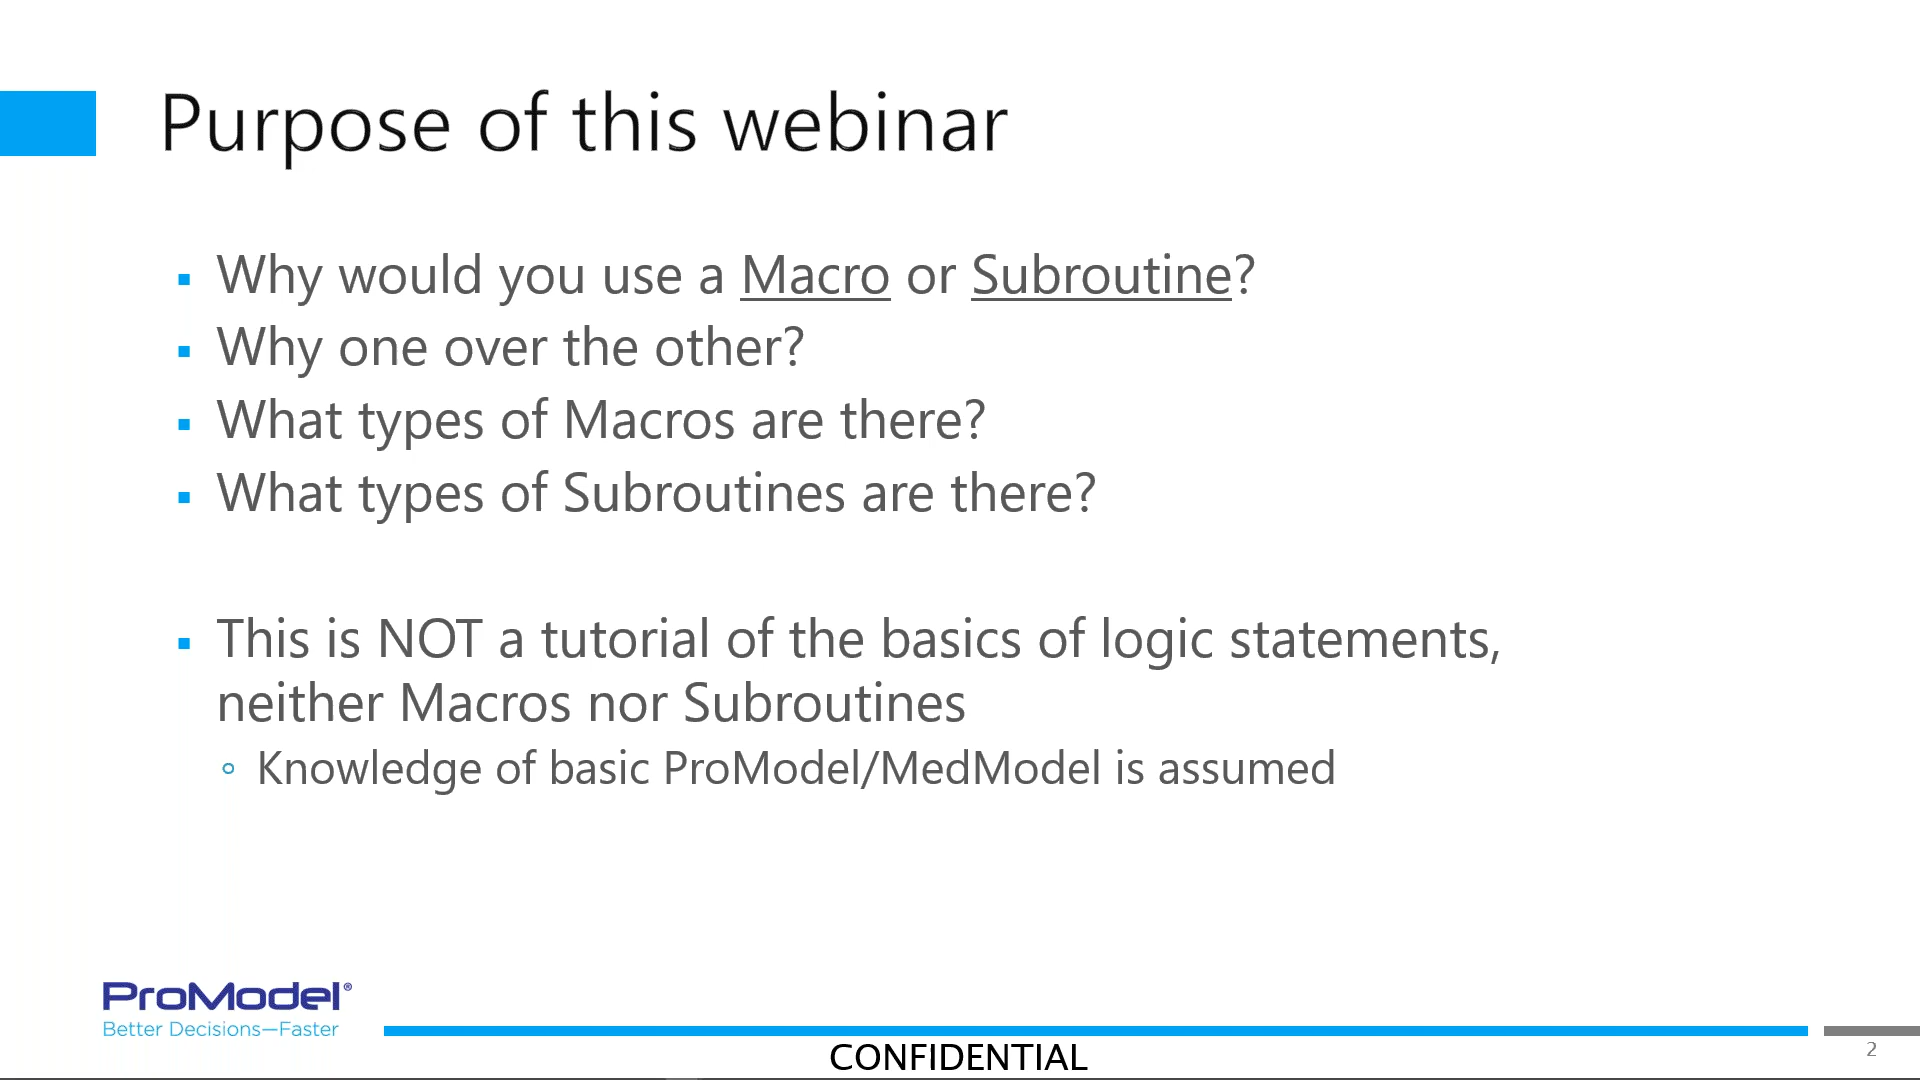 Purpose of this webinar
Why would you use a Macro or Subroutine?
Why one over the other?
What types of Macros are there?
What types of Subroutines are there?
This is NOT a tutorial of the basics of logic statements,
neither Macros nor Subroutines
Knowledge of basic ProModel/MedModel is assumed
ProModel®
Better Decisions—Faster
CONFIDENTIAL
2